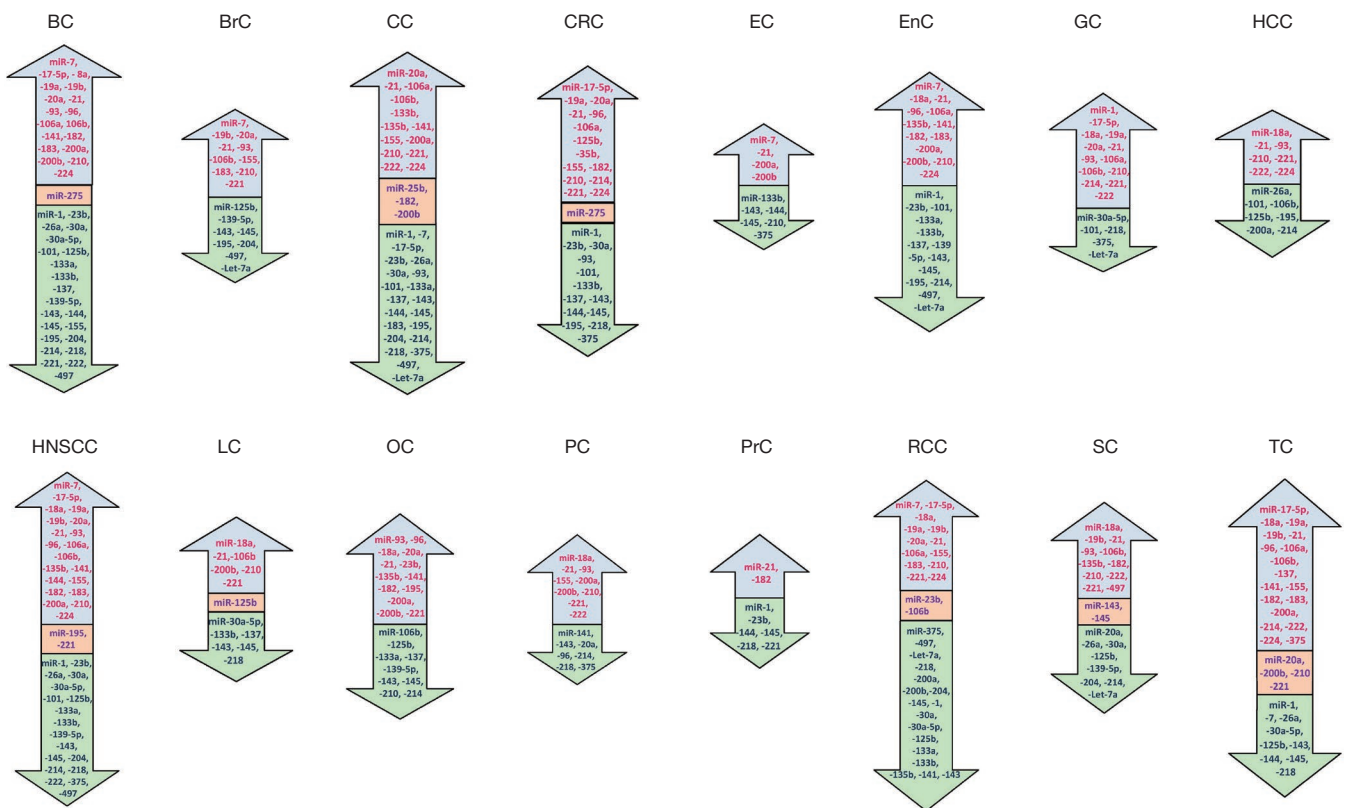 BC
miR-7,
-17-5p, - 8a,
-19a, -19b,
-20a, -21,
-93, -96,
-106a, 106b,
-141,-182,
-183, -200a,
-200b, -210,
-224
miR-275
miR-1, -23b,
-26a, -30a,
-30a-5p,
-101, -125b,
-133a,
-133b,
-137,
-139-5p,
-143, -144,
-145, -155,
-195, -204,
-214, -218,
-221, -222,
-497
BrC
miR-7,
-19b, -20a,
-21, -93,
-106b, -155,
-183, -210,
-221
miR-125b,
-139-5p,
-143, -145,
-195, -204,
-497,
-Let-7a
CC
miR-20a,
-21, -106a,
-106b,
-133b,
-135b, -141,
-155, -200a,
-210, -221,
-222, -224
miR-25b,
-182,
-200b
miR-1, -7,
-17-5p,
-23b, -26a,
-30a, -93,
-101, -133a,
-137, -143,
-144, -145,
-183, -195,
-204, -214,
-218, -375,
-497,
-Let-7a
CRC
miR-17-5p,
-19a, -20a,
-21, -96,
-106a,
-125b,
-35b,
-155, -182,
-210, -214,
-221, -224
miR-275
miR-1,
-23b, -30a,
-93,
-101,
-133b,
-137, -143,
-144, -145,
-195, -218,
-375
EC
miR-7,
-21,
-200a,
-200b
miR-133b,
-143, -144,
-145, -210,
-375
EnC
miR-7,
-18a, -21,
-96, -106a,
-135b, -141,
-182, -183,
-200a,
-200b, -210,
-224
miR-1,
-23b, -101,
-133a,
-133b,
-137, -139
-5p, -143,
-145,
-195, -214,
-497,
-Let-7a
GC
miR-1,
-17-5p,
-18a, -19a,
-20a, -21,
-93, -106a,
-106b, -210,
-214, -221,
-222
miR-30a-5p,
-101, -218,
-375,
-Let-7a
HCC
miR-18a,
-21, -93,
-210, -221,
-222, -224
miR-26a,
-101, -106b,
-125b, -195,
-200a, -214
HNSCC
miR-7,
-17-5p,
-18a, -19a,
-19b, -20a,
-21, -93,
-96, -106a,
-106b,
-135b, -141,
-144, -155,
-182, -183,
-200a, -210,
-224
miR-195,
-221
miR-1, -23b,
-26a, -30a,
-30a-5p,
-101, -125b,
-133a,
-133b,
-139-5p,
-143,
-145, -204,
-214, -218,
-222, -375,
-497
LC
miR-18a,
-21,-106b
-200b, -210
-221
miR-125b
miR-30a-5p,
-133b, -137,
-143, -145,
-218
OC
miR-93, -96,
-18a, -20a,
-21, -23b,
-135b, -141,
-182, -195,
-200a,
-200b, -221
miR-106b,
-125b,
-133a, -137,
-139-5p,
-143, -145,
-210, -214
PC
miR-18a,
-21, -93,
-155, -200a,
-200b, -210,
-221,
-222
miR-141,
-143, -20a,
-96, -214,
-218, -375
PrC
miR-21,
-182
miR-1,
-23b,
-144, -145,
-218, -221
RCC
miR-7, -17-5p,
-18a,
-19a, -19b,
-20a, -21,
-106a, -155,
-183, -210,
-221,-224
miR-23b,
-106b
miR-375,
-497,
-Let-7a,
-218,
-200a,
-200b, -204,
-145, -1,
-30a,
-30a-5p,
-125b,
-133a,
-133b,
-135b, -141, -143
SC
miR-18a,
-19b, -21,
-93, -106b,
-135b, -182,
-210, -222,
-221, -497
miR-143,
-145
miR-20a,
-26a, -30a,
-125b,
-139-5p,
-204, -214,
-Let-7a
TC
miR-17-5p,
-18a, -19a,
-19b, -21,
-96, -106a,
-106b,
-137,
-141, -155,
-182, -183,
-200a,
-214, -222,
-224, -375
miR-20a,
-200b, -210
-221
miR-1,
-7, -26a,
-30a-5p,
-125b, -143,
-144, -145,
-218